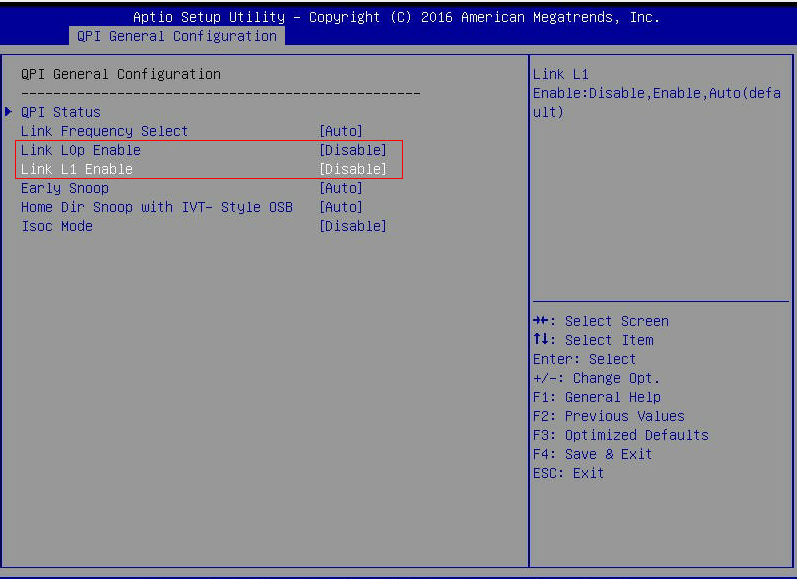 Aptio Setup Utility – Copyright (C) 2016 American Megatrends, Inc.
QPI General Configuration
QPI General Configuration
--------------------------------------------------
QPI Status
Link Frequency Select [Auto]
Link L0p Enable [Disable]
Link L1 Enable [Disable]
Early Snoop [Auto]
Home Dir Snoop with IVT- Style OSB [Auto]
Isoc Mode [Disable]
Link L1
Enable:Disable,Enable,Auto(defa
ult)
→←: Select Screen
↑↓: Select Item
Enter: Select
+/-: Change Opt.
F1: General Help
F2: Previous Values
F3: Optimized Defaults
F4: Save & Exit
ESC: Exit